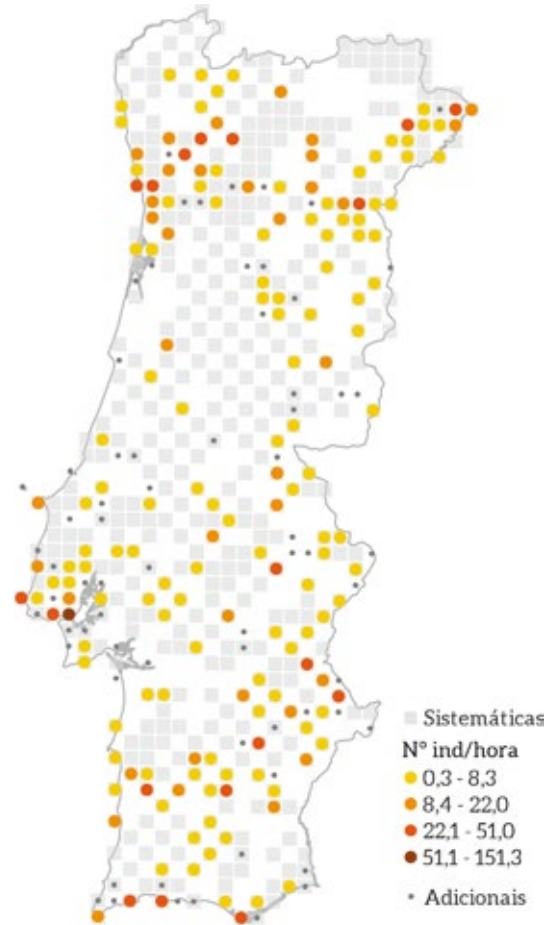 Sistemáticas
Nº ind/hora
0,3 - 8,3
8,4 - 22,0
22,1 - 51,0
51,1 - 151,3
Adicionais